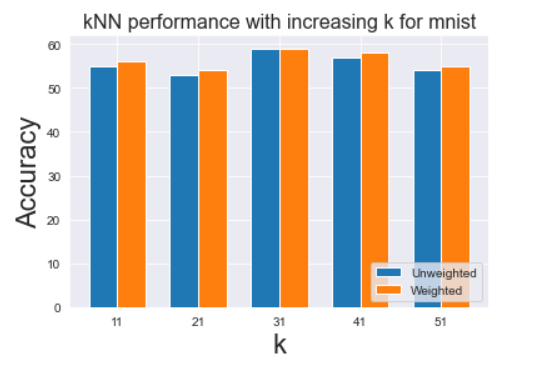 kNN performance with increasing k for mnist
Accuracy
60
50
40
30
20
10
0
Unweighted
Weighted
11 21 31 41 51
k